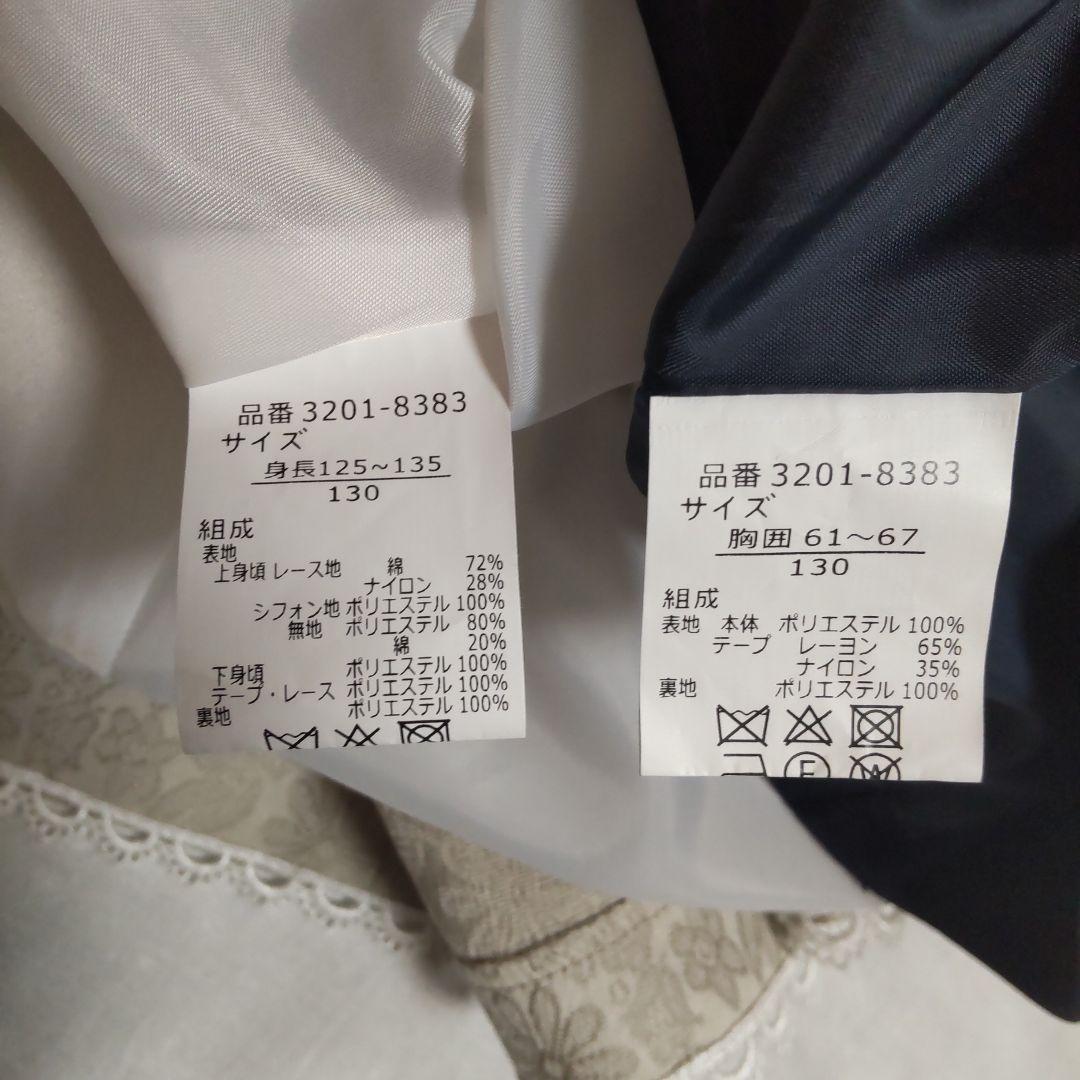 品番 3201-8383
サイズ
身長125~135
130
組成
表地
上身頃 レース地 綿 72%
ナイロン 28%
シフォン地 ポリエステル 100%
無地 ポリエステル 80%
綿 20%
下身頃 ポリエステル 100%
テープ・レース ポリエステル 100%
裏地 ポリエステル 100%
品番 3201-8383
サイズ
胸囲 61~67
130
組成
表地 本体 ポリエステル 100%
テープ レーヨン 65%
ナイロン 35%
裏地 ポリエステル 100%
F W